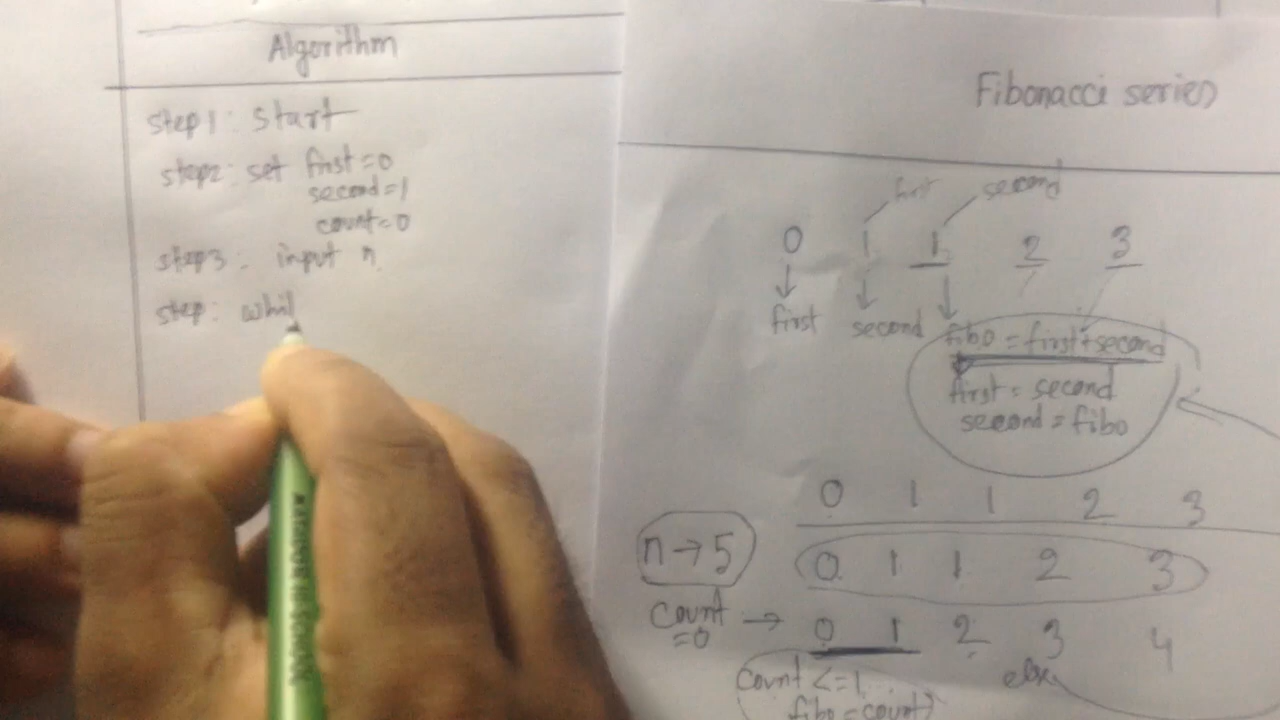 Algorithm
step1: Start
step2: set first=0
second=1
count=0
step3: input n
step: whil
Fibonacci series
first second
0 1 1 2 3
first second fibo = first+second
first = second
second = fibo
0 1 1 2 3
n→5 0 1 1 2 3
count =0 → 0 1 2 3 4
count <=1 else
fibo = count